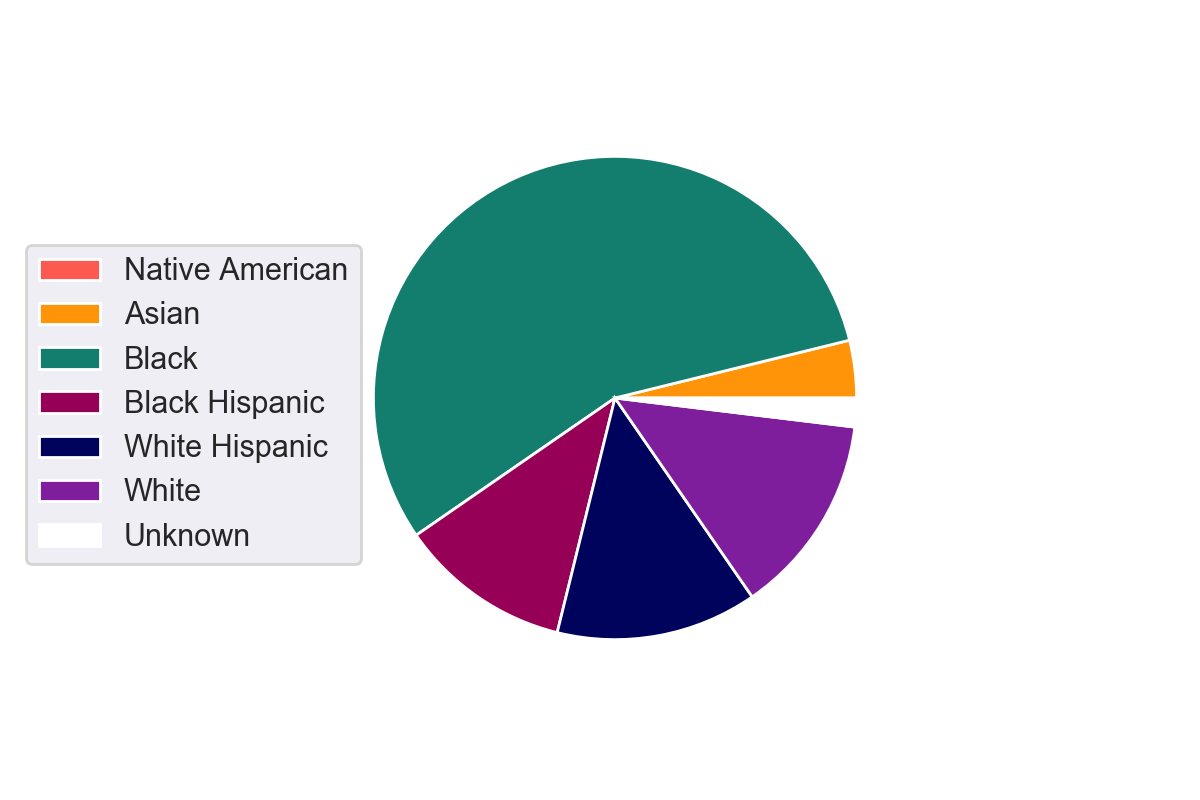 Native American
Asian
Black
Black Hispanic
White Hispanic
White
Unknown